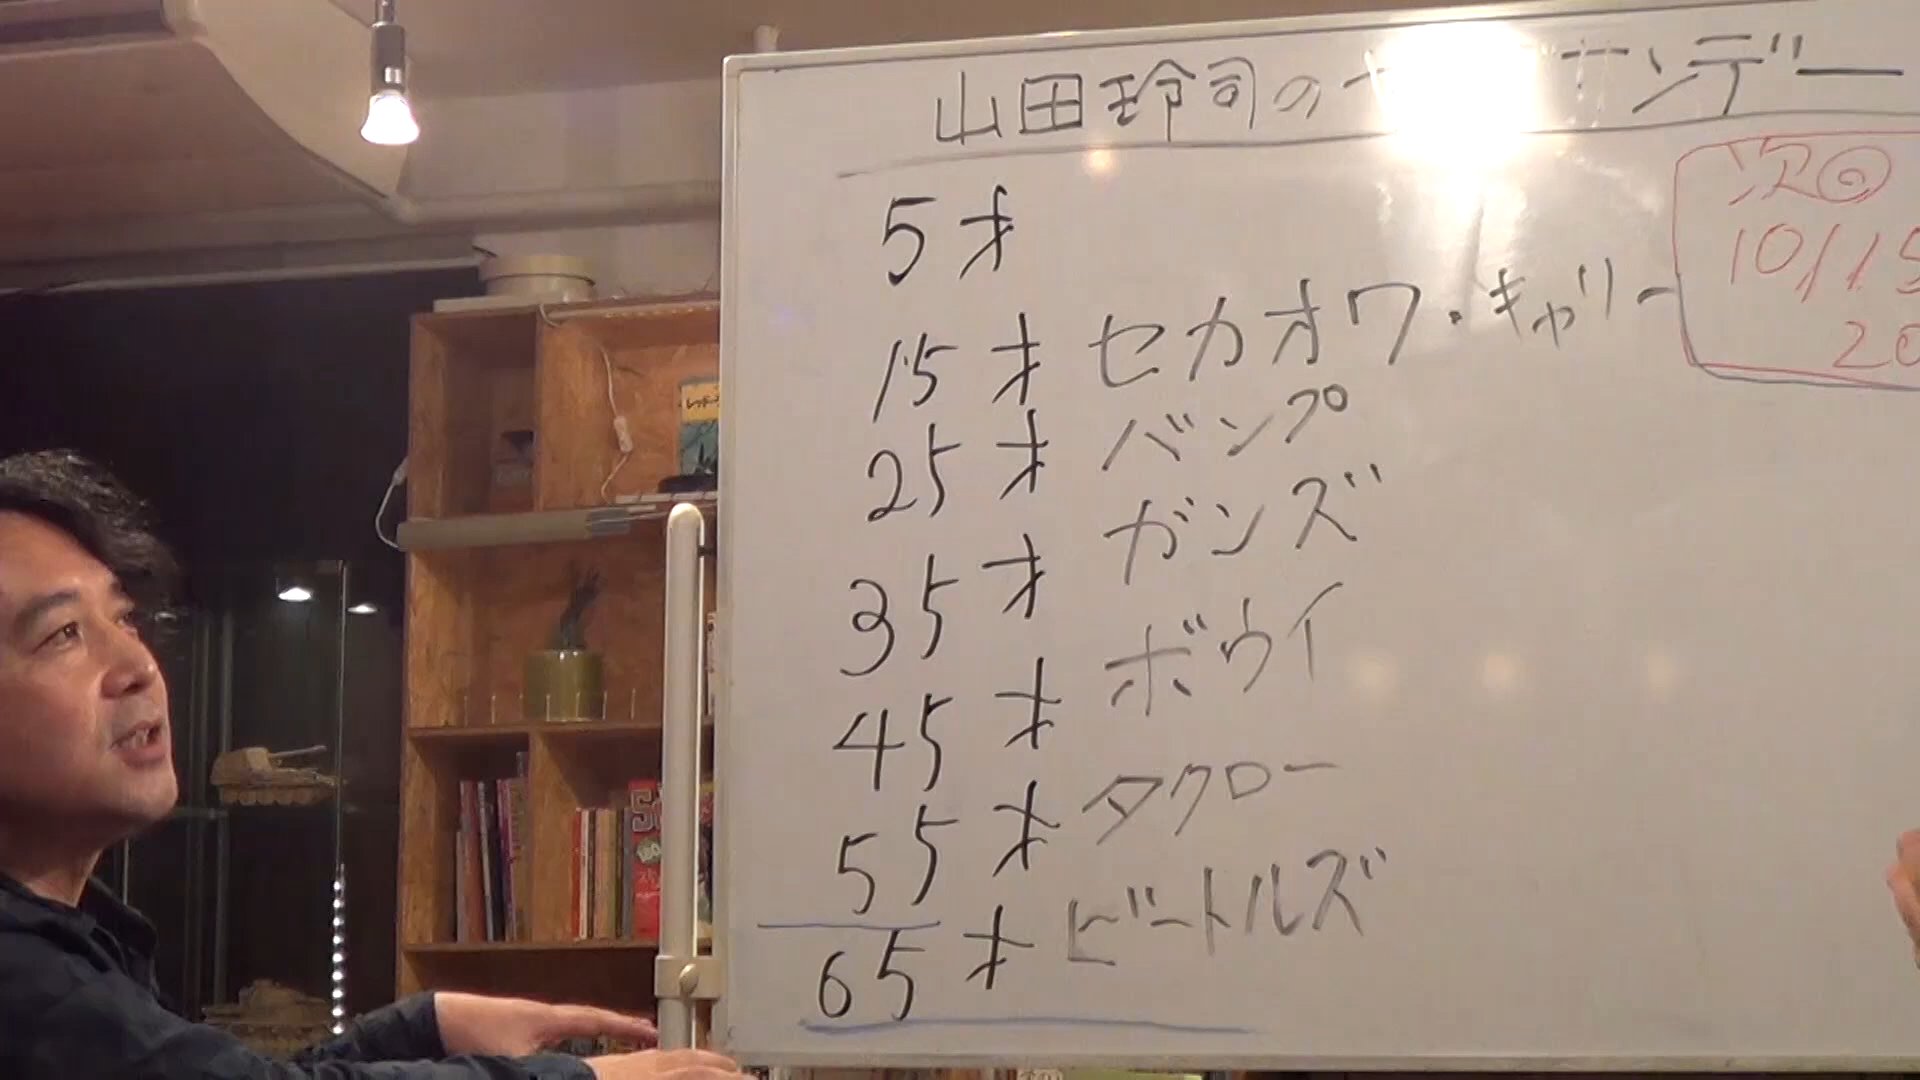 山田玲司のヤ サンデー
次回
10/15
20
5才
15才 セカオワ・キャリー
25才 バンプ
35才 ガンズ
45才 ボウイ
55才 タクロー
65才 ビートルズ